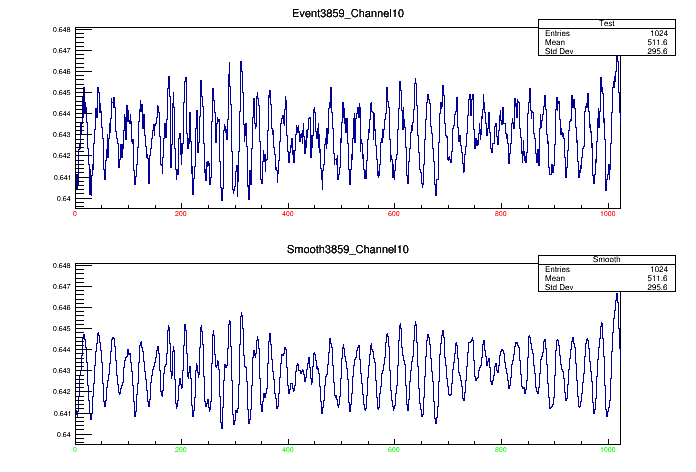 Event3859_Channel10
Test
Entries 1024
Mean 511.6
Std Dev 295.6
0.648
0.647
0.646
0.645
0.644
0.643
0.642
0.641
0.64
0 200 400 600 800 1000
Smooth3859_Channel10
Smooth
Entries 1024
Mean 511.6
Std Dev 295.6
0.648
0.647
0.646
0.645
0.644
0.643
0.642
0.641
0.64
0 200 400 600 800 1000